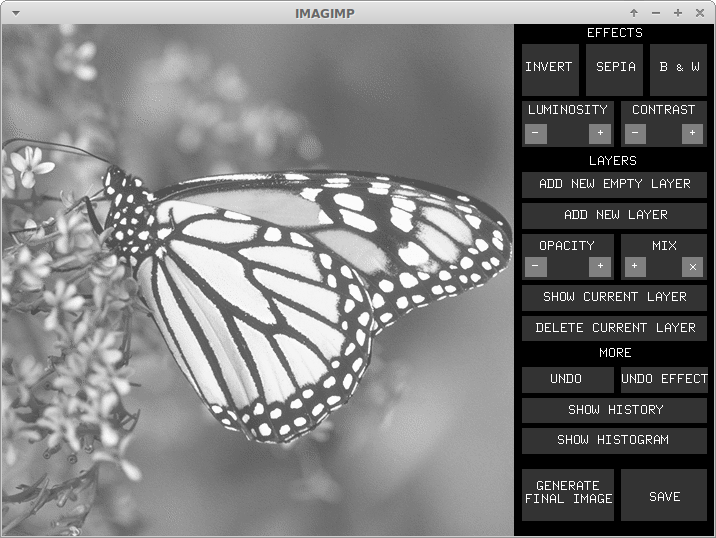 IMAGIMP
EFFECTS
INVERT SEPIA B & W
LUMINOSITY CONTRAST
- + - +
LAYERS
ADD NEW EMPTY LAYER
ADD NEW LAYER
OPACITY MIX
- + + x
SHOW CURRENT LAYER
DELETE CURRENT LAYER
MORE
UNDO UNDO EFFECT
SHOW HISTORY
SHOW HISTOGRAM
GENERATE
FINAL IMAGE SAVE